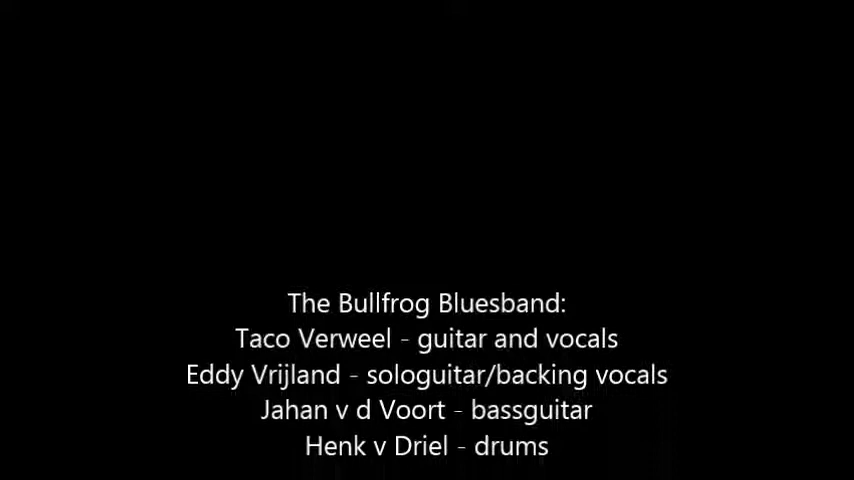 The Bullfrog Bluesband:
Taco Verweel - guitar and vocals
Eddy Vrijland - sologuitar/backing vocals
Jahan v d Voort - bassguitar
Henk v Driel - drums